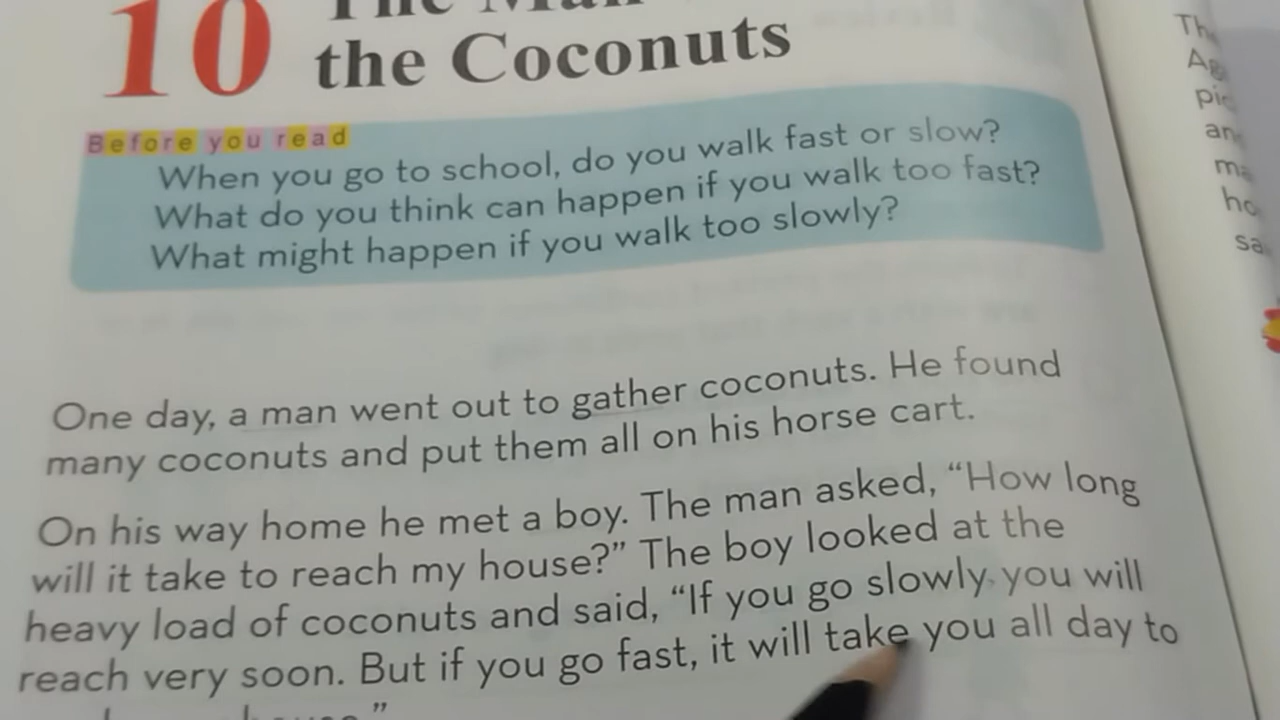 10
the Coconuts
Before you read
When you go to school, do you walk fast or slow?
What do you think can happen if you walk too fast?
What might happen if you walk too slowly?
One day, a man went out to gather coconuts. He found
many coconuts and put them all on his horse cart.
On his way home he met a boy. The man asked, “How long
will it take to reach my house?” The boy looked at the
heavy load of coconuts and said, “If you go slowly you will
reach very soon. But if you go fast, it will take you all day to